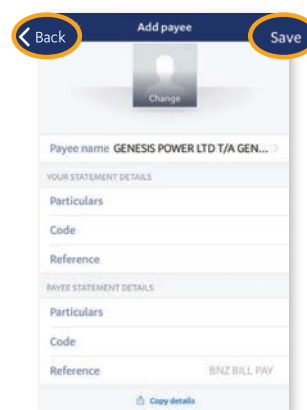 Add payee
Back
Save
Change
Payee name GENESIS POWER LTD T/A GEN...
YOUR STATEMENT DETAILS
Particulars
Code
Reference
PAYEE STATEMENT DETAILS
Particulars
Code
Reference BNZ BILL PAY
Copy details